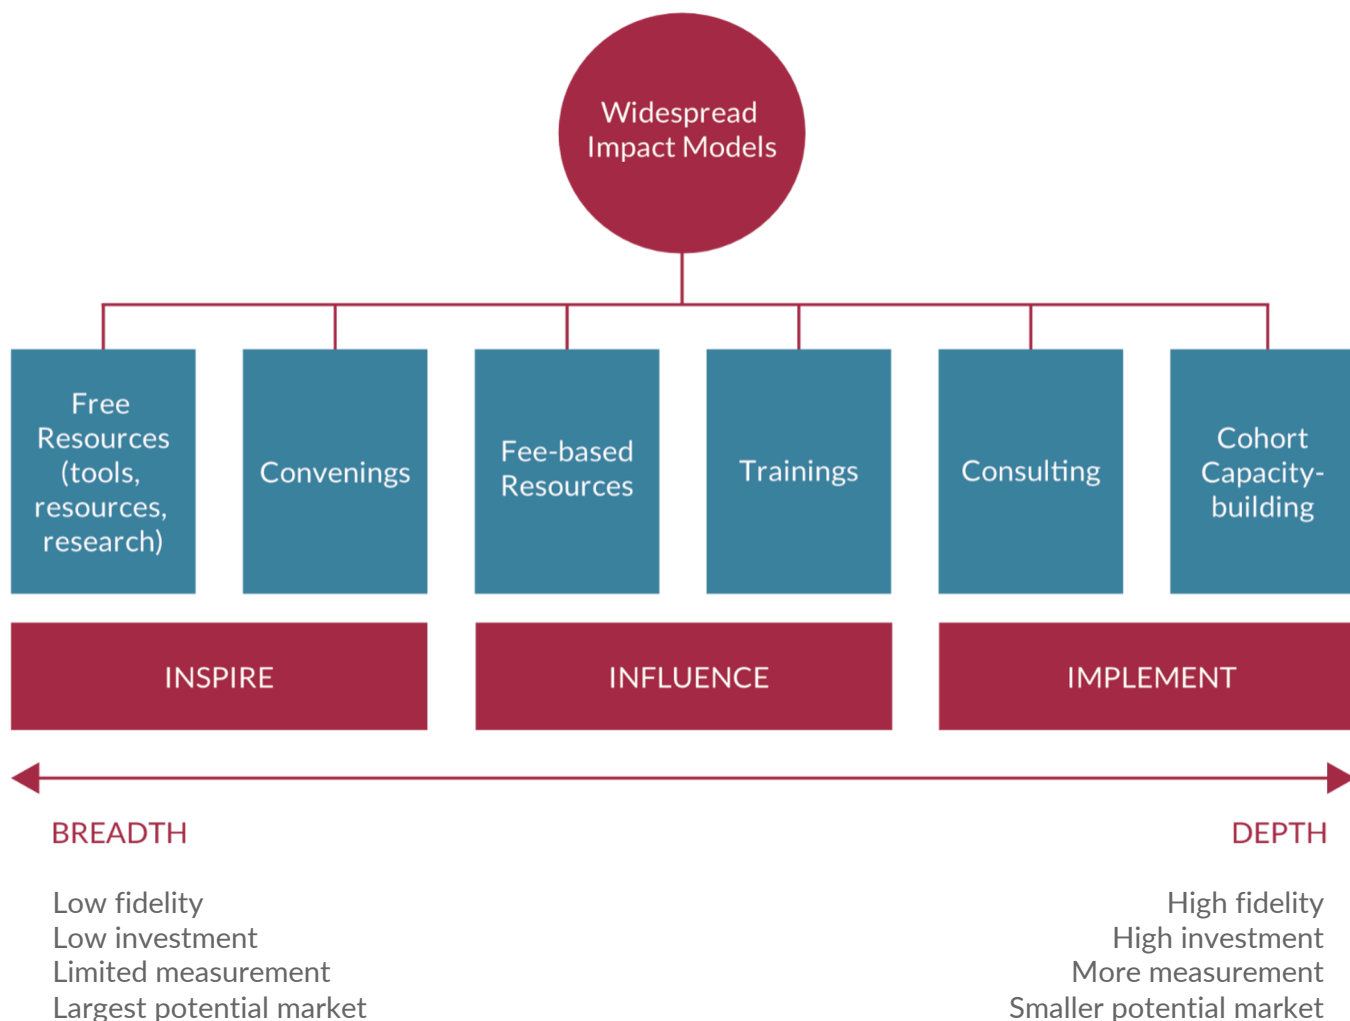 Widespread
Impact Models
Free
Resources
(tools,
resources,
research)
Convenings
Fee-based
Resources
Trainings
Consulting
Cohort
Capacity-
building
INSPIRE
INFLUENCE
IMPLEMENT
BREADTH
DEPTH
Low fidelity
Low investment
Limited measurement
Largest potential market
High fidelity
High investment
More measurement
Smaller potential market